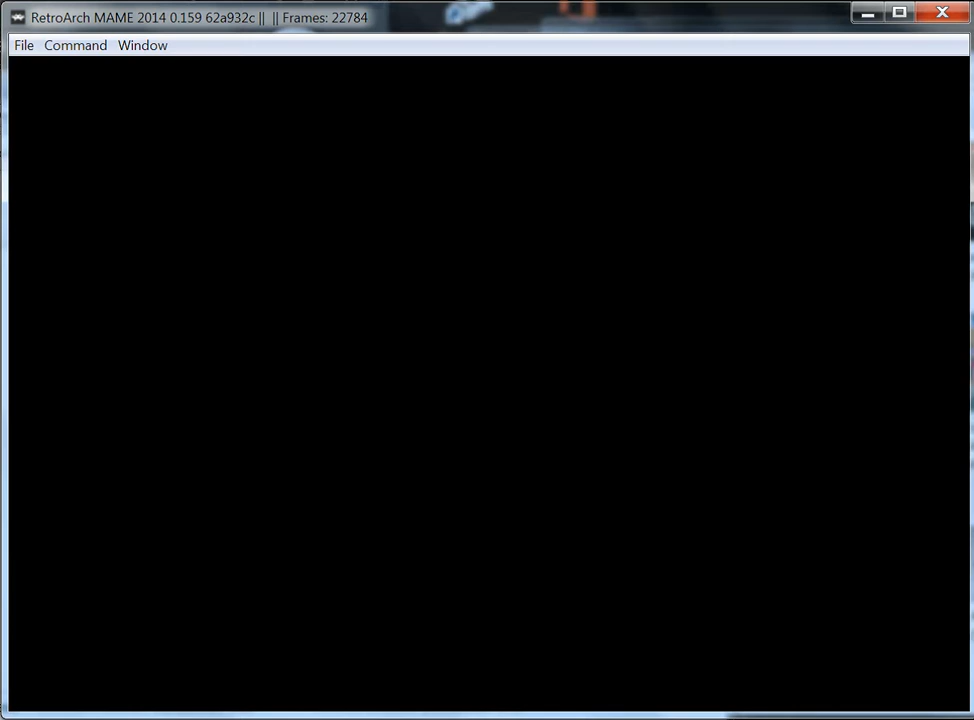 RetroArch MAME 2014 0.159 62a932c || || Frames: 22784
File Command Window